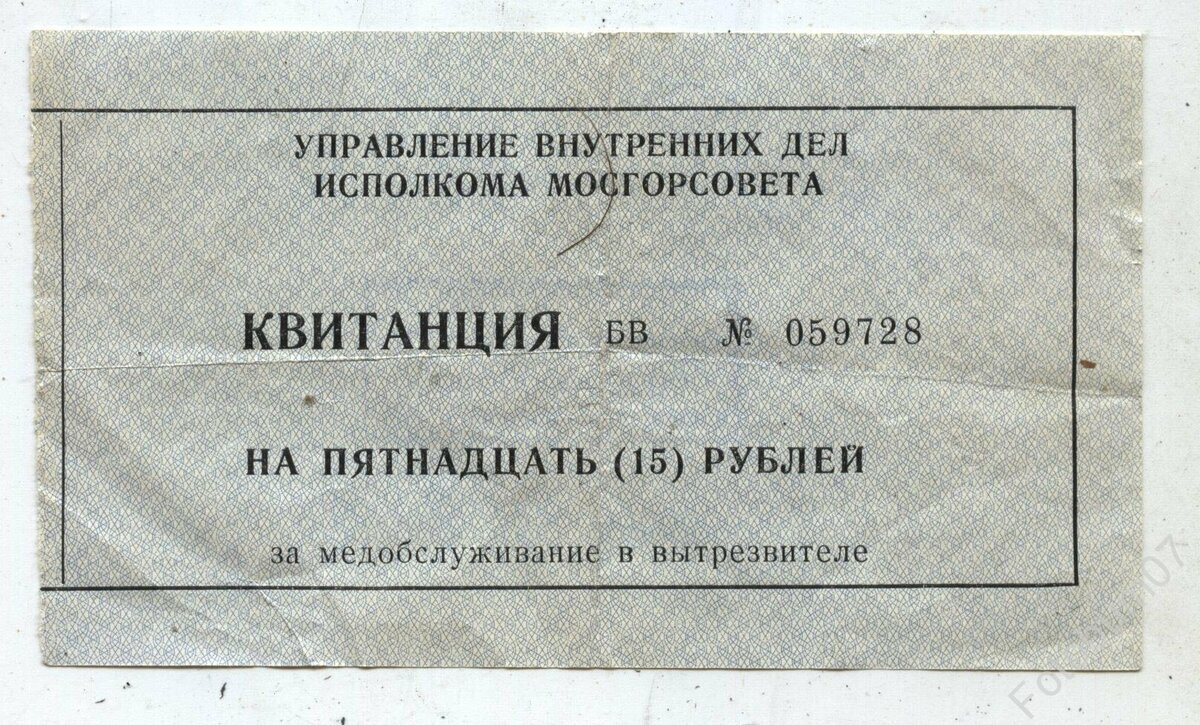 УПРАВЛЕНИЕ ВНУТРЕННИХ ДЕЛ
ИСПОЛКОМА МОСГОРСОВЕТА
КВИТАНЦИЯ БВ № 059728
НА ПЯТНАДЦАТЬ (15) РУБЛЕЙ
за медобслуживание в вытрезвителе